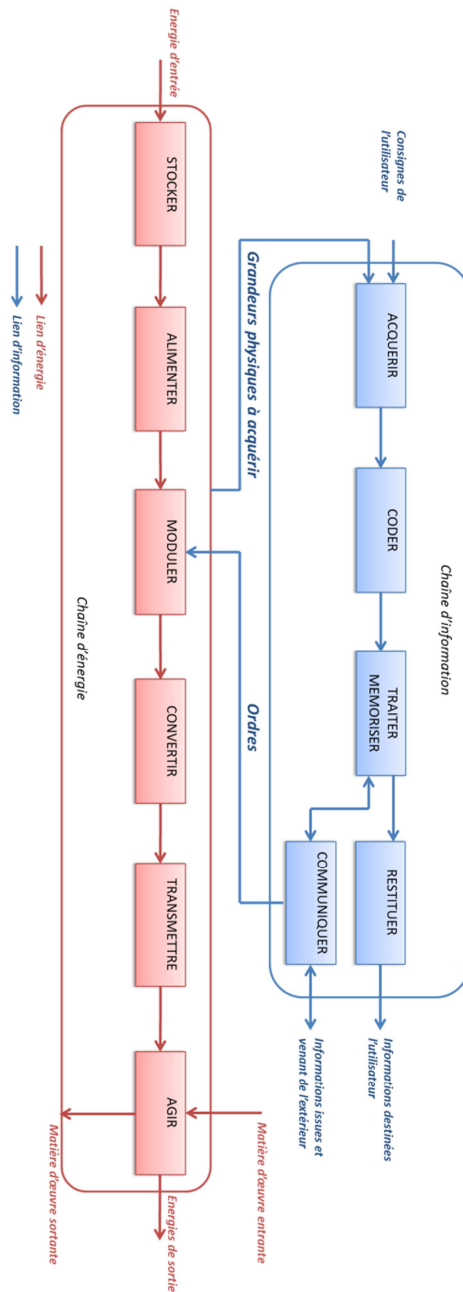 Consignes de
l'utilisateur
Chaîne d'information
ACQUERIR
CODER
TRAITER
MEMORISER
RESTITUER
COMMUNIQUER
Informations destinées
l'utilisateur
Informations issues et
venant de l'extérieur
Grandeurs physiques à acquérir
Ordres
Energie d'entrée
STOCKER
ALIMENTER
MODULER
CONVERTIR
TRANSMETTRE
AGIR
Matière d'œuvre entrante
Energies de sortie
Matière d'œuvre sortante
Chaîne d'énergie
Lien d'énergie
Lien d'information